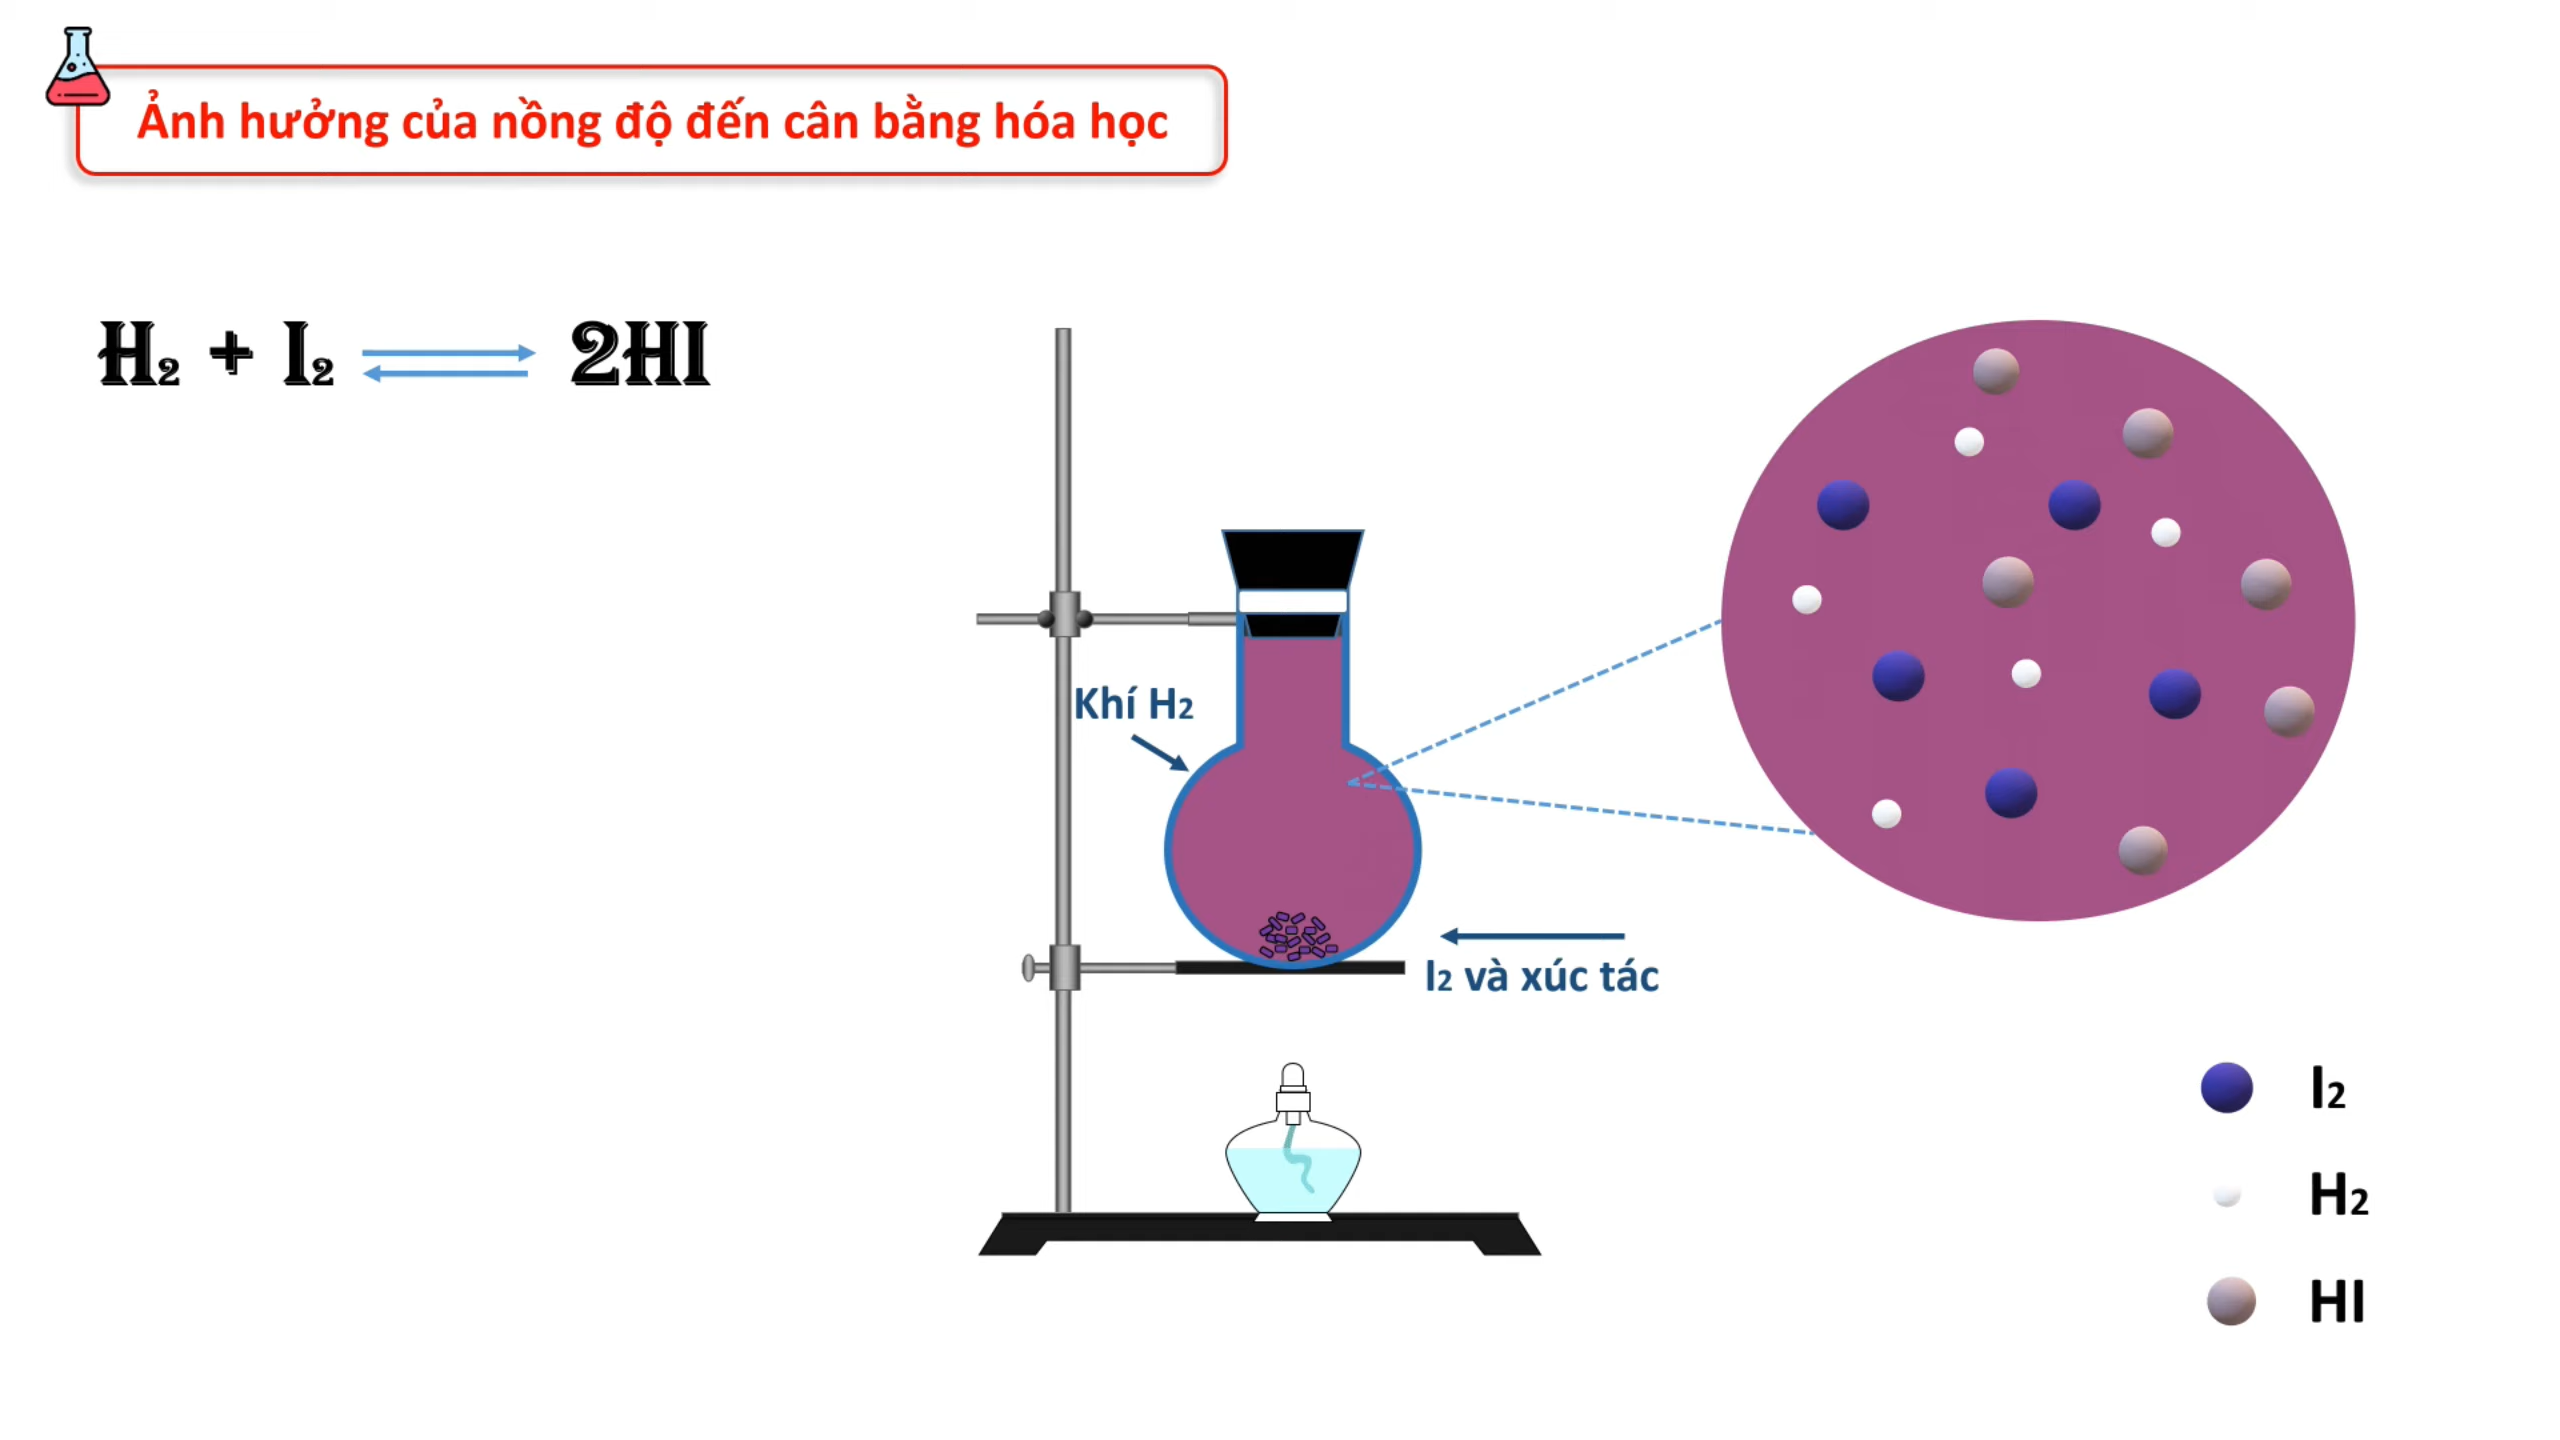 Ảnh hưởng của nồng độ đến cân bằng hóa học
H₂ + I₂ ⇌ 2HI
Khí H₂
I₂ và xúc tác
I₂
H₂
HI